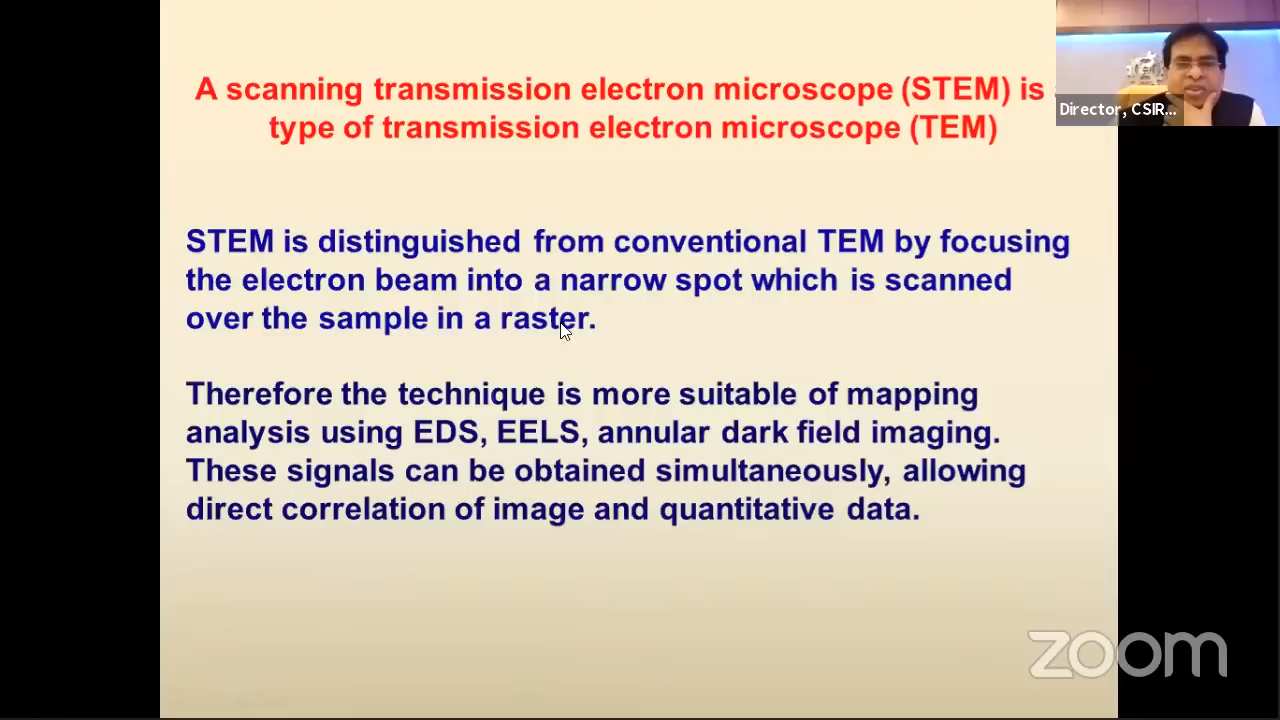 A scanning transmission electron microscope (STEM) is
type of transmission electron microscope (TEM)
Director, CSIR...
STEM is distinguished from conventional TEM by focusing
the electron beam into a narrow spot which is scanned
over the sample in a raster.
Therefore the technique is more suitable of mapping
analysis using EDS, EELS, annular dark field imaging.
These signals can be obtained simultaneously, allowing
direct correlation of image and quantitative data.
zoom